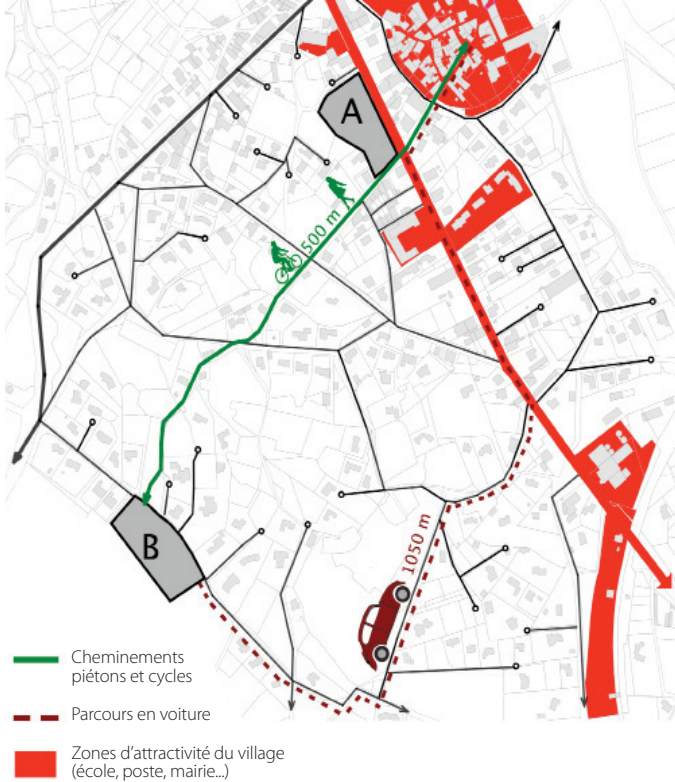 A
500 m
B
1050 m
Cheminements
piétons et cycles
Parcours en voiture
Zones d'attractivité du village
(école, poste, mairie...)